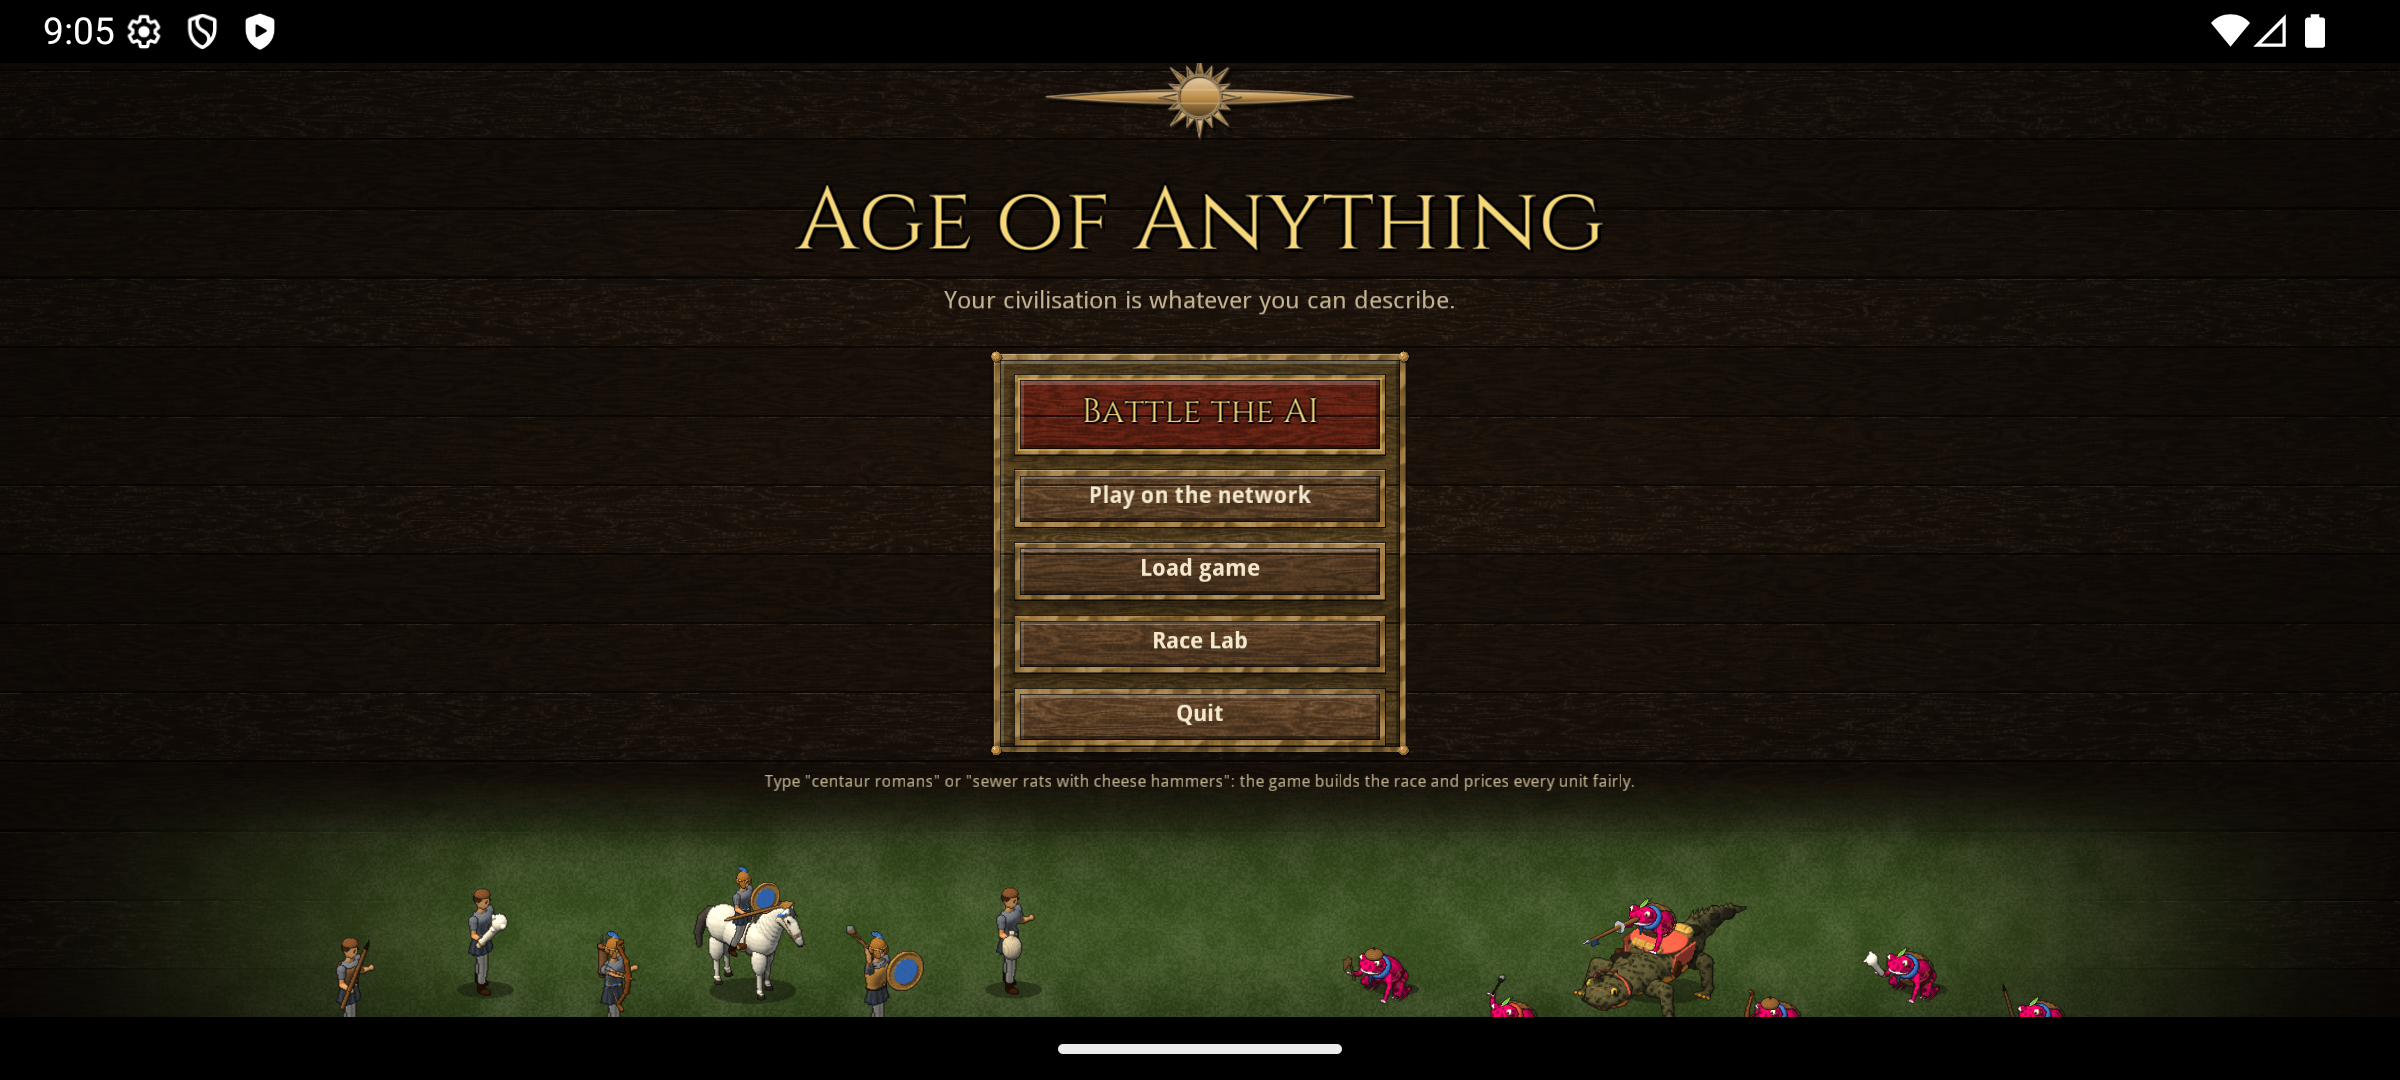 9:05
Age of Anything
Your civilisation is whatever you can describe.
Battle the AI
Play on the network
Load game
Race Lab
Quit
Type "centaur romans" or "sewer rats with cheese hammers": the game builds the race and prices every unit fairly.